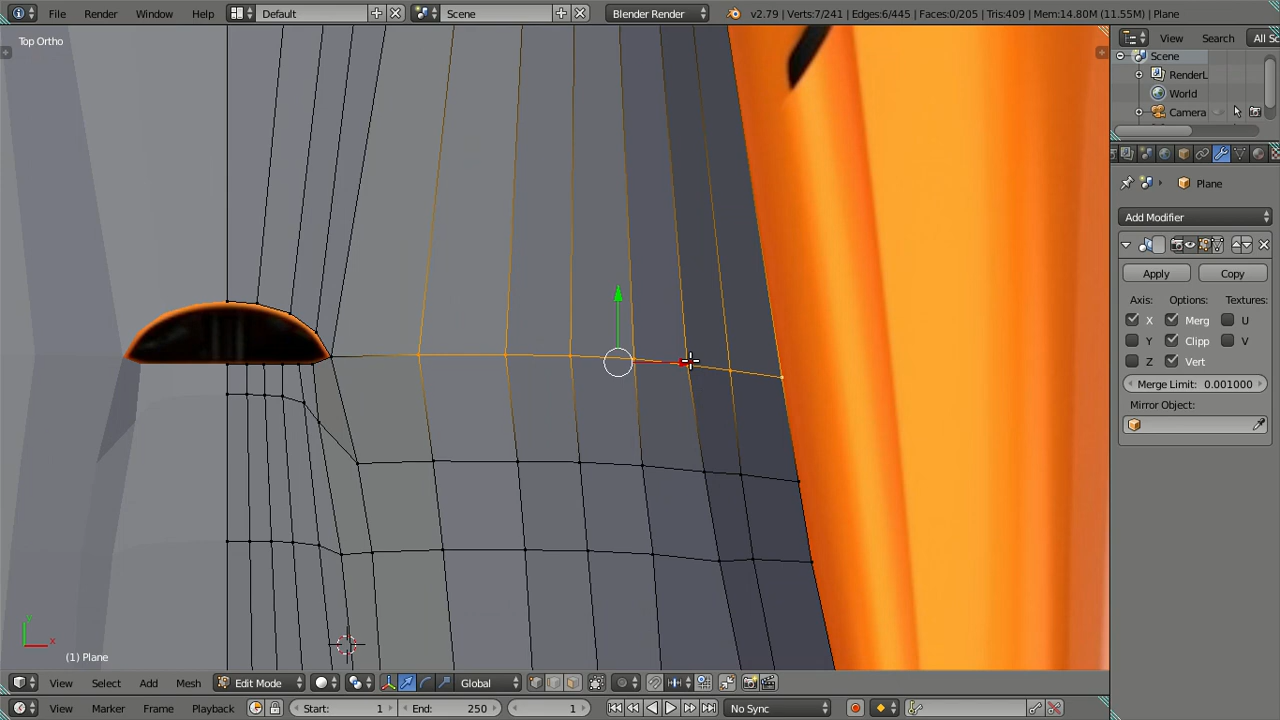 File Render Window Help Default Scene Blender Render v2.79 | Verts:7/241 | Edges:6/445 | Faces:0/205 | Tris:409 | Mem:14.80M (11.55M) | Plane
Top Ortho
View Search All Sc
Scene
RenderL
World
Camera
Plane
Add Modifier
Apply Copy
Axis: Options: Textures:
X Merg U
Y Clipp V
Z Vert
Merge Limit: 0.001000
Mirror Object:
y
x
(1) Plane
View Select Add Mesh Edit Mode Global
View Marker Frame Playback Start: 1 End: 250 1 No Sync